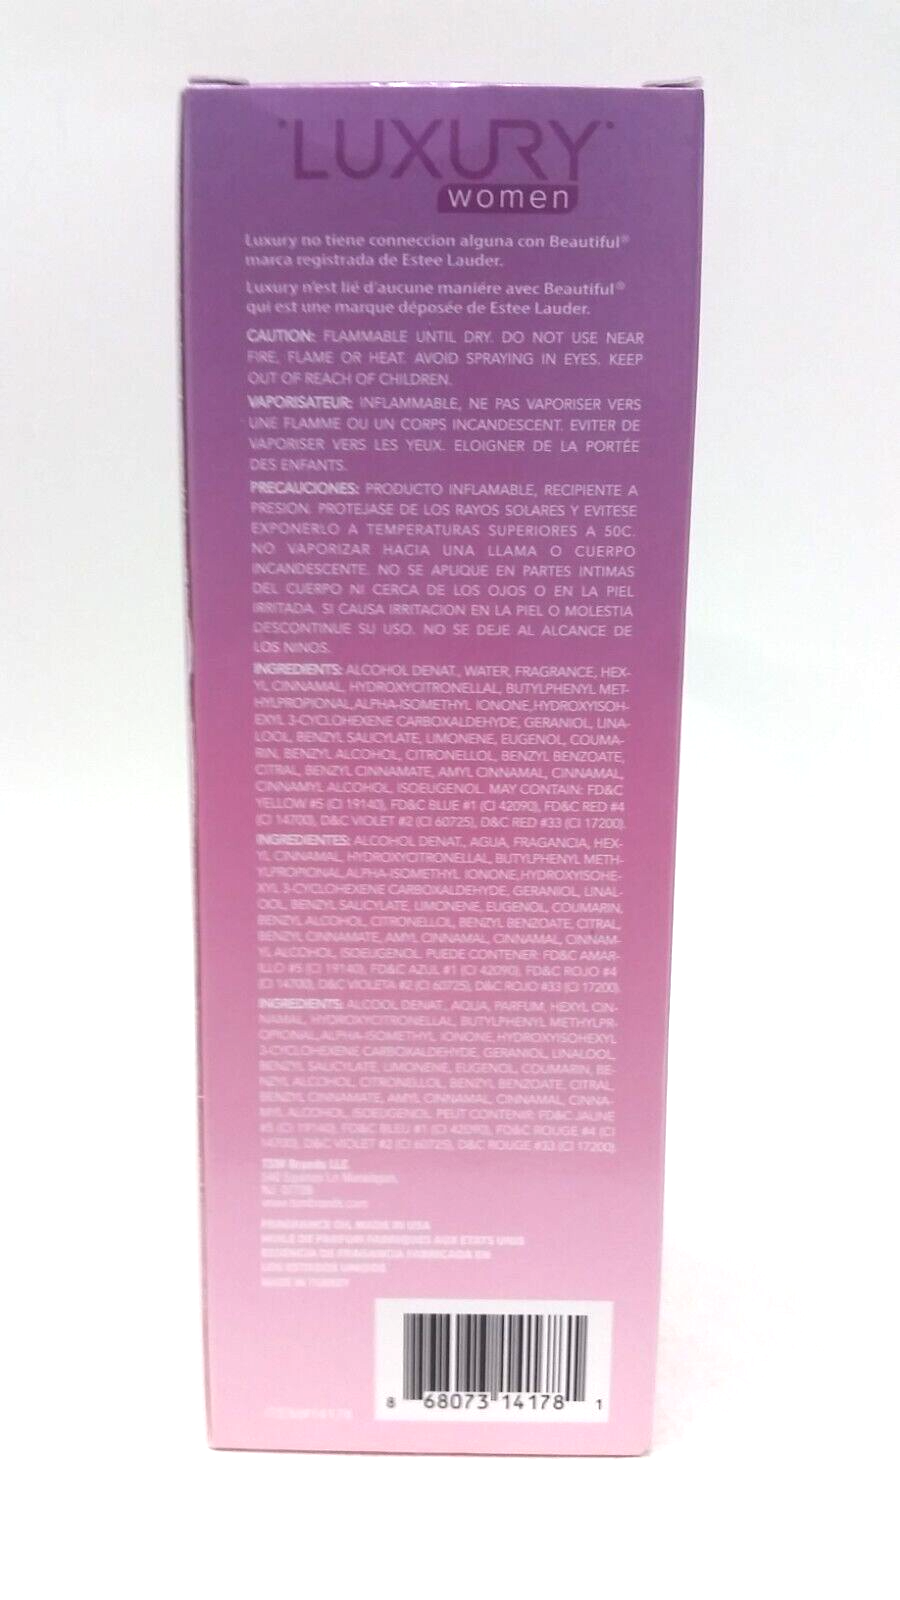 LUXURY
women
Luxury no tiene conneccion alguna con Beautiful®
marca registrada de Estee Lauder.
Luxury n'est lié d'aucune maniére avec Beautiful®
qui est une marque déposée de Estee Lauder.
CAUTION: FLAMMABLE UNTIL DRY. DO NOT USE NEAR
FIRE, FLAME OR HEAT. AVOID SPRAYING IN EYES. KEEP
OUT OF REACH OF CHILDREN.
VAPORISATEUR: INFLAMMABLE, NE PAS VAPORISER VERS
UNE FLAMME OU UN CORPS INCANDESCENT. EVITER DE
VAPORISER VERS LES YEUX. ELOIGNER DE LA PORTÉE
DES ENFANTS.
PRECAUCIONES: PRODUCTO INFLAMABLE, RECIPIENTE A
PRESION. PROTEJASE DE LOS RAYOS SOLARES Y EVITESE
EXPONERLO A TEMPERATURAS SUPERIORES A 50C.
NO VAPORIZAR HACIA UNA LLAMA O CUERPO
INCANDESCENTE. NO SE APLIQUE EN PARTES INTIMAS
DEL CUERPO NI CERCA DE LOS OJOS O EN LA PIEL
IRRITADA. SI CAUSA IRRITACION EN LA PIEL O MOLESTIA
DESCONTINUE SU USO. NO SE DEJE AL ALCANCE DE
LOS NINOS.
INGREDIENTS: ALCOHOL DENAT., WATER, FRAGRANCE, HEX-
YL CINNAMAL, HYDROXYCITRONELLAL, BUTYLPHENYL MET-
HYLPROPIONAL, ALPHA-ISOMETHYL IONONE, HYDROXYISOH-
EXYL 3-CYCLOHEXENE CARBOXALDEHYDE, GERANIOL, LINA-
LOOL, BENZYL SALICYLATE, LIMONENE, EUGENOL, COUMA-
RIN, BENZYL ALCOHOL, CITRONELLOL, BENZYL BENZOATE,
CITRAL, BENZYL CINNAMATE, AMYL CINNAMAL, CINNAMAL,
CINNAMYL ALCOHOL, ISOEUGENOL. MAY CONTAIN: FD&C
YELLOW #5 (CI 19140), FD&C BLUE #1 (CI 42090), FD&C RED #4
(CI 14700), D&C VIOLET #2 (CI 60725), D&C RED #33 (CI 17200).
INGREDIENTES: ALCOHOL DENAT., AGUA, FRAGANCIA, HEX-
YL CINNAMAL, HYDROXYCITRONELLAL, BUTYLPHENYL METH-
YLPROPIONAL, ALPHA-ISOMETHYL IONONE, HYDROXYISOHE-
XYL 3-CYCLOHEXENE CARBOXALDEHYDE, GERANIOL, LINAL-
OOL, BENZYL SALICYLATE, LIMONENE, EUGENOL, COUMARIN,
BENZYL ALCOHOL, CITRONELLOL, BENZYL BENZOATE, CITRAL,
BENZYL CINNAMATE, AMYL CINNAMAL, CINNAMAL, CINNAM-
YL ALCOHOL, ISOEUGENOL. PUEDE CONTENER: FD&C AMAR-
ILLO #5 (CI 19140), FD&C AZUL #1 (CI 42090), FD&C ROJO #4
(CI 14700), D&C VIOLETA #2 (CI 60725), D&C ROJO #33 (CI 17200).
INGREDIENTS: ALCOOL DENAT., AQUA, PARFUM, HEXYL CIN-
NAMAL, HYDROXYCITRONELLAL, BUTYLPHENYL METHYLPR-
OPIONAL, ALPHA-ISOMETHYL IONONE, HYDROXYISOHEXYL
3-CYCLOHEXENE CARBOXALDEHYDE, GERANIOL, LINALOOL,
BENZYL SALICYLATE, LIMONENE, EUGENOL, COUMARIN, BE-
NZYL ALCOHOL, CITRONELLOL, BENZYL BENZOATE, CITRAL,
BENZYL CINNAMATE, AMYL CINNAMAL, CINNAMAL, CINNA-
MYL ALCOHOL, ISOEUGENOL. PEUT CONTENIR: FD&C JAUNE
#5 (CI 19140), FD&C BLEU #1 (CI 42090), FD&C ROUGE #4 (CI
14700), D&C VIOLET #2 (CI 60725), D&C ROUGE #33 (CI 17200).
Brands LLC
FRAGRANCE OIL MADE IN USA
HUILE DE PARFUM FABRIQUES AUX ETATS UNIS
ESSENCIA DE FRAGANCIA FABRICADA EN
LOS ESTADOS UNIDOS
MADE IN TURKEY
8 68073 14178 1